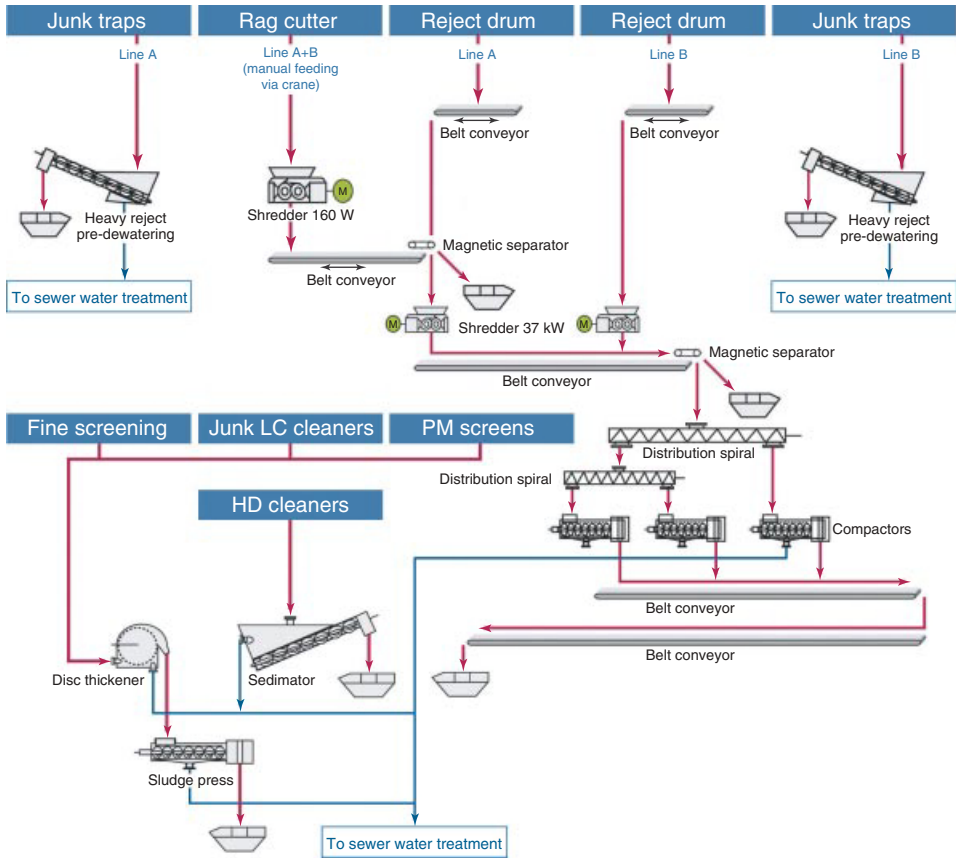 Junk traps
Rag cutter
Reject drum
Reject drum
Junk traps
Line A
Line A+B
(manual feeding
via crane)
Line A
Line B
Line B
Belt conveyor
Belt conveyor
M
Shredder 160 W
Heavy reject
pre-dewatering
Heavy reject
pre-dewatering
Magnetic separator
Belt conveyor
To sewer water treatment
To sewer water treatment
M
Shredder 37 kW
M
Magnetic separator
Belt conveyor
Fine screening
Junk LC cleaners
PM screens
Distribution spiral
Distribution spiral
HD cleaners
Compactors
Belt conveyor
Belt conveyor
Disc thickener
Sedimator
Sludge press
To sewer water treatment